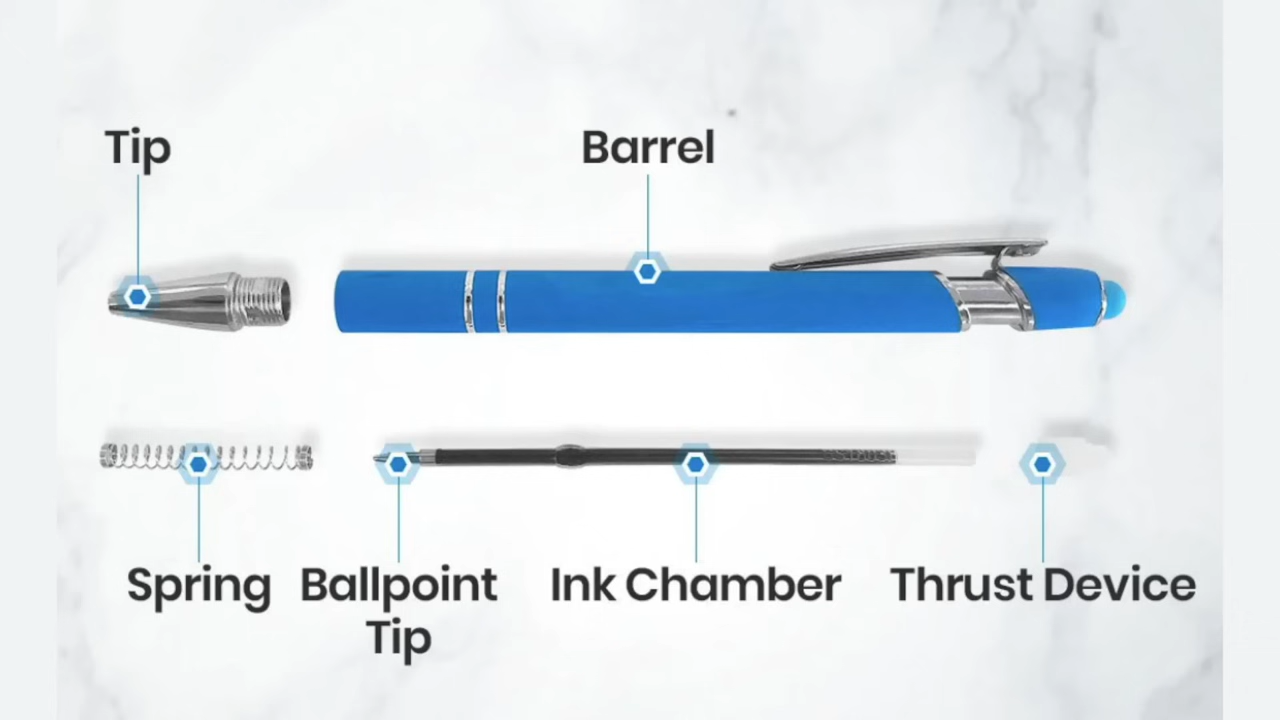 Tip
Barrel
Spring
Ballpoint
Tip
Ink Chamber
Thrust Device